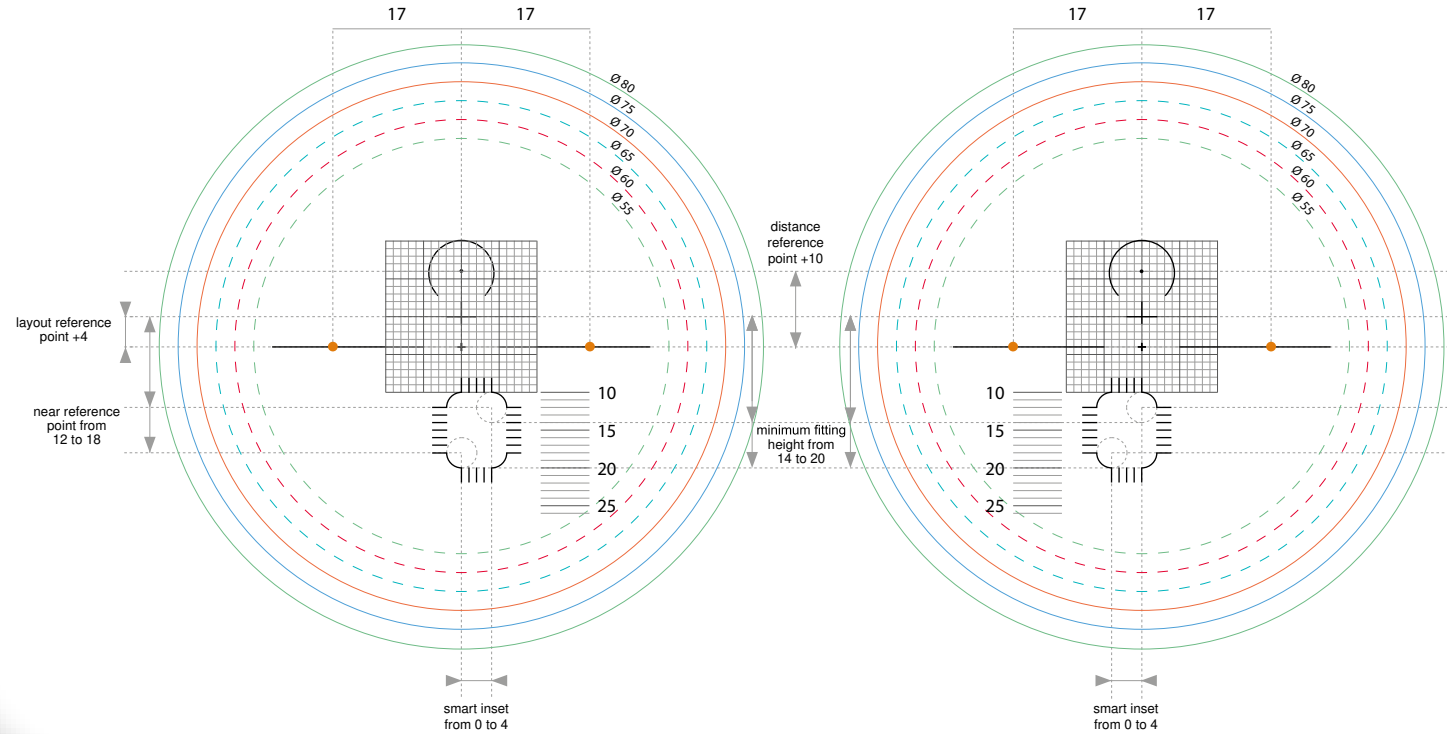 17
17
17
17
Ø 80
Ø 75
Ø 70
Ø 65
Ø 60
Ø 55
Ø 80
Ø 75
Ø 70
Ø 65
Ø 60
Ø 55
distance
reference
point +10
layout reference
point +4
near reference
point from
12 to 18
10
15
20
25
minimum fitting
height from
14 to 20
10
15
20
25
smart inset
from 0 to 4
smart inset
from 0 to 4